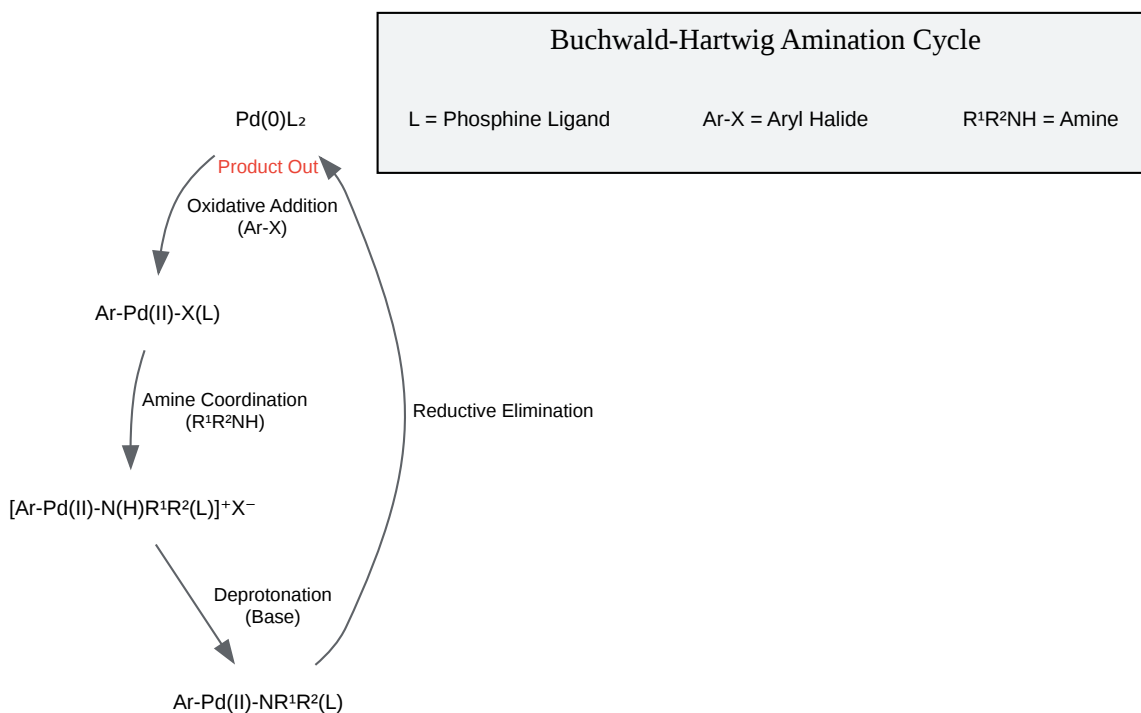 Buchwald-Hartwig Amination Cycle
L = Phosphine Ligand
Ar-X = Aryl Halide
R¹R²NH = Amine
Pd(0)L₂
Product Out
Oxidative Addition
(Ar-X)
Ar-Pd(II)-X(L)
Amine Coordination
(R¹R²NH)
Reductive Elimination
[Ar-Pd(II)-N(H)R¹R²(L)]⁺X⁻
Deprotonation
(Base)
Ar-Pd(II)-NR¹R²(L)